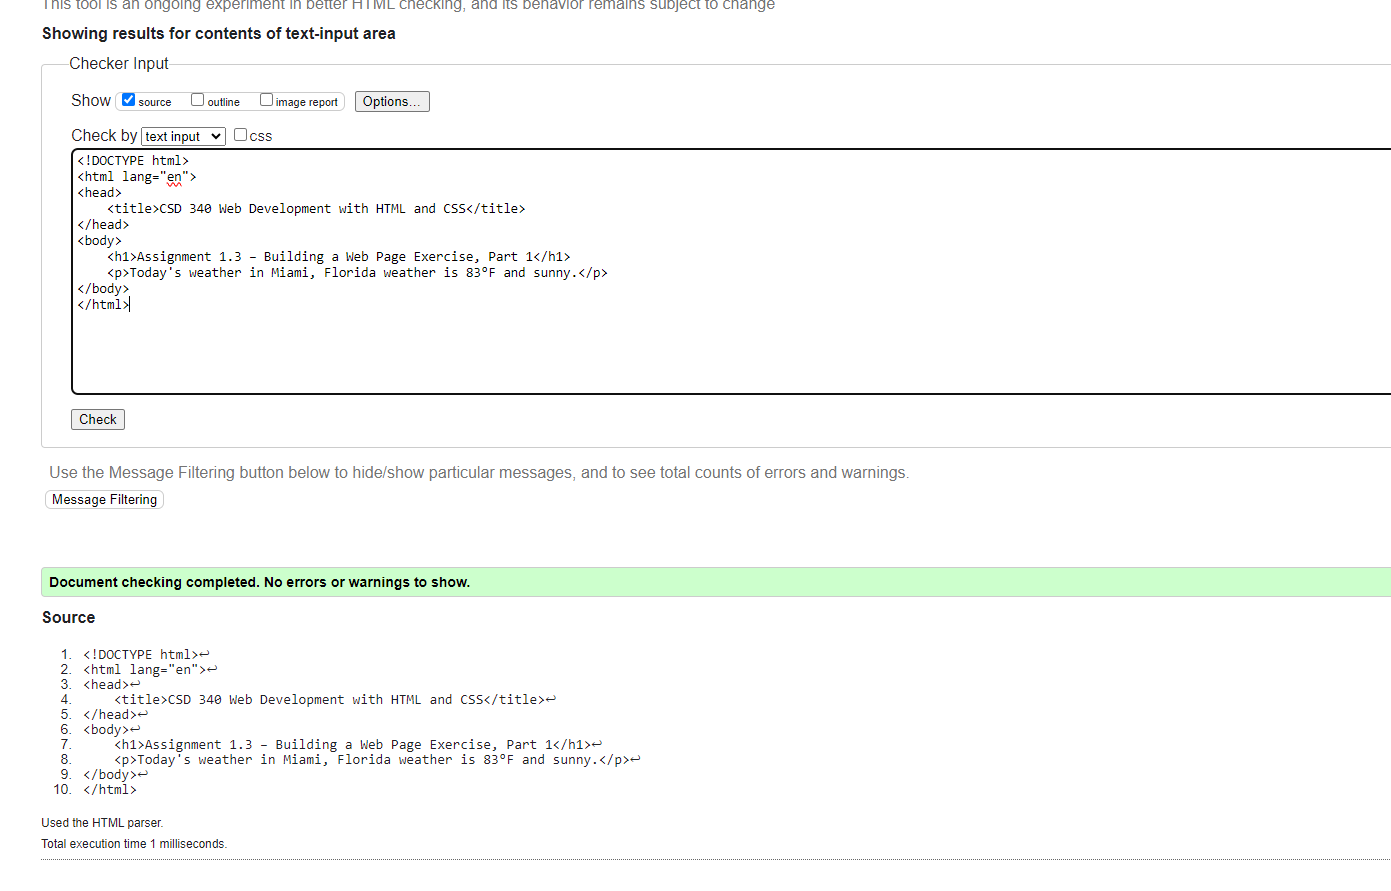 This tool is an ongoing experiment in better HTML checking, and its behavior remains subject to change
Showing results for contents of text-input area
Checker Input
Show source outline image report Options...
Check by text input css
<!DOCTYPE html>
<html lang="en">
<head>
    <title>CSD 340 Web Development with HTML and CSS</title>
</head>
<body>
    <h1>Assignment 1.3 – Building a Web Page Exercise, Part 1</h1>
    <p>Today's weather in Miami, Florida weather is 83°F and sunny.</p>
</body>
</html>
Check
Use the Message Filtering button below to hide/show particular messages, and to see total counts of errors and warnings.
Message Filtering
Document checking completed. No errors or warnings to show.
Source
1. <!DOCTYPE html>↩
2. <html lang="en">↩
3. <head>↩
4.     <title>CSD 340 Web Development with HTML and CSS</title>↩
5. </head>↩
6. <body>↩
7.     <h1>Assignment 1.3 – Building a Web Page Exercise, Part 1</h1>↩
8.     <p>Today's weather in Miami, Florida weather is 83°F and sunny.</p>↩
9. </body>↩
10. </html>
Used the HTML parser.
Total execution time 1 milliseconds.